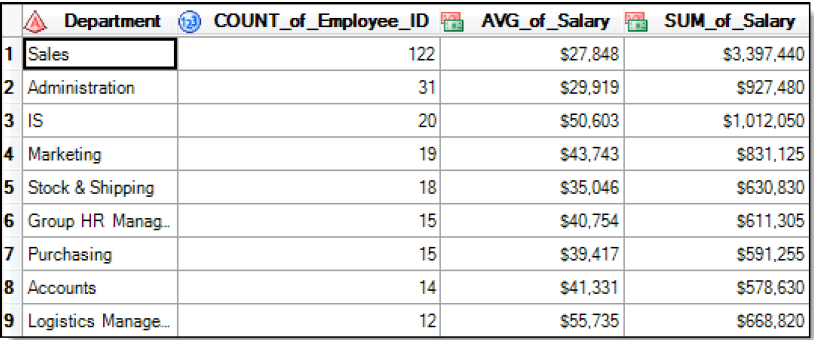 Department COUNT_of_Employee_ID AVG_of_Salary SUM_of_Salary
1 Sales 122 $27,848 $3,397,440
2 Administration 31 $29,919 $927,480
3 IS 20 $50,603 $1,012,050
4 Marketing 19 $43,743 $831,125
5 Stock & Shipping 18 $35,046 $630,830
6 Group HR Manag... 15 $40,754 $611,305
7 Purchasing 15 $39,417 $591,255
8 Accounts 14 $41,331 $578,630
9 Logistics Manage... 12 $55,735 $668,820